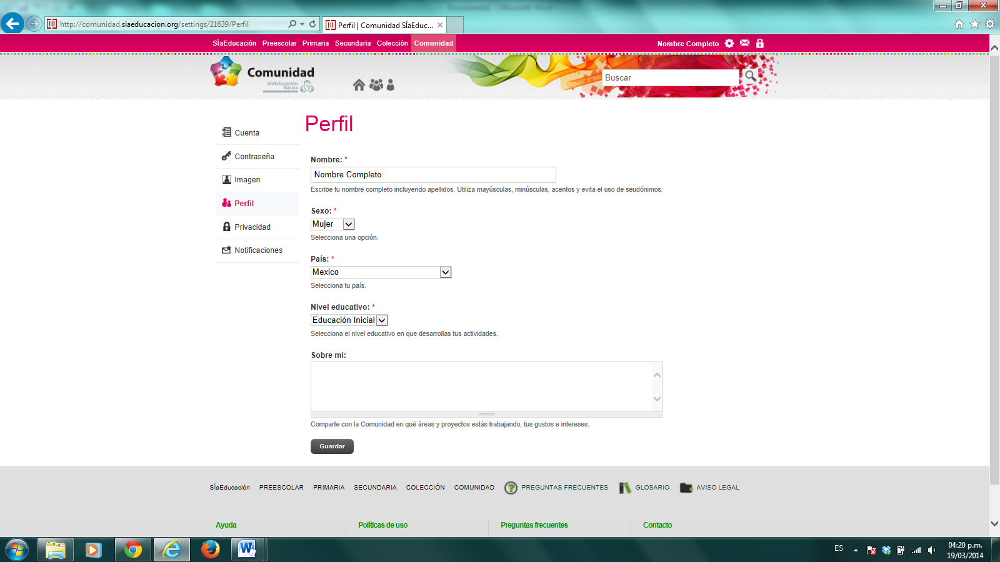 http://comunidad.siaeducacion.org/settings/21639/Perfil
Perfil | Comunidad SÍaEduc...
SÍaEducación Preescolar Primaria Secundaria Colección Comunidad
Nombre Completo
Comunidad
SÍaEducación
Básica
Buscar
Perfil
Cuenta
Contraseña
Imagen
Perfil
Privacidad
Notificaciones
Nombre: *
Nombre Completo
Escribe tu nombre completo incluyendo apellidos. Utiliza mayúsculas, minúsculas, acentos y evita el uso de seudónimos.
Sexo: *
Mujer
Selecciona una opción.
País: *
Mexico
Selecciona tu país.
Nivel educativo: *
Educación Inicial
Selecciona el nivel educativo en que desarrollas tus actividades.
Sobre mi:
Comparte con la Comunidad en qué áreas y proyectos estás trabajando, tus gustos e intereses.
Guardar
SÍaEducación PREESCOLAR PRIMARIA SECUNDARIA COLECCIÓN COMUNIDAD PREGUNTAS FRECUENTES GLOSARIO AVISO LEGAL
Ayuda Políticas de uso Preguntas frecuentes Contacto
ES
04:20 p.m.
19/03/2014